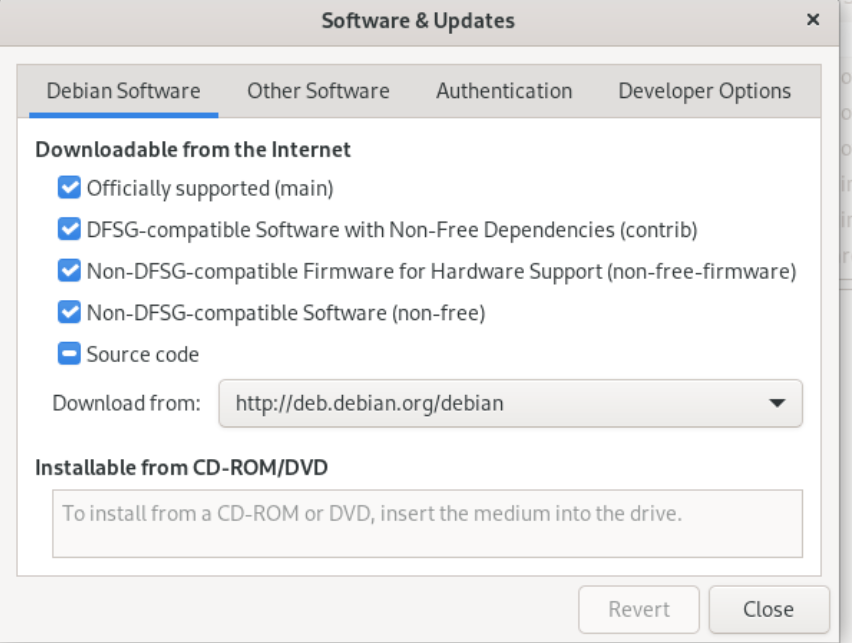 Software & Updates
Debian Software Other Software Authentication Developer Options
Downloadable from the Internet
Officially supported (main)
DFSG-compatible Software with Non-Free Dependencies (contrib)
Non-DFSG-compatible Firmware for Hardware Support (non-free-firmware)
Non-DFSG-compatible Software (non-free)
Source code
Download from: http://deb.debian.org/debian
Installable from CD-ROM/DVD
To install from a CD-ROM or DVD, insert the medium into the drive.
Revert Close